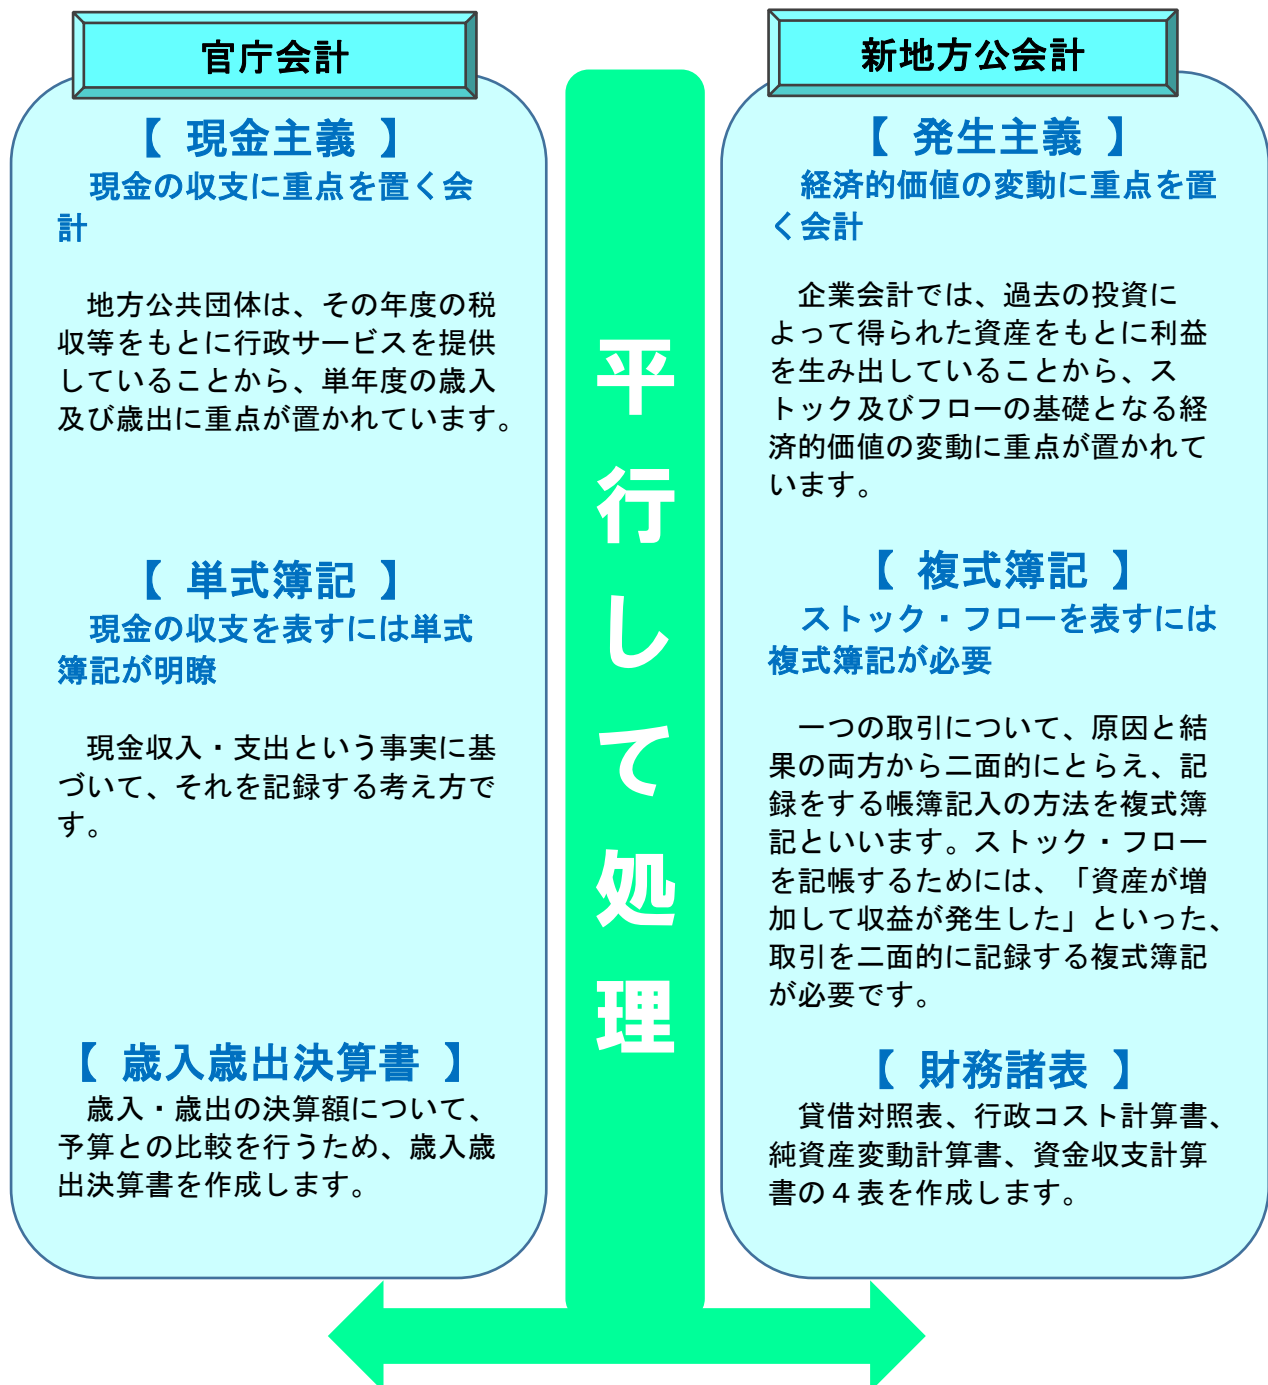 官庁会計
【 現金主義 】
現金の収支に重点を置く会
計
地方公共団体は、その年度の税
収等をもとに行政サービスを提供
していることから、単年度の歳入
及び歳出に重点が置かれています。
【 単式簿記 】
現金の収支を表すには単式
簿記が明瞭
現金収入・支出という事実に基
づいて、それを記録する考え方で
す。
【 歳入歳出決算書 】
歳入・歳出の決算額について、
予算との比較を行うため、歳入歳
出決算書を作成します。
平行して処理
新地方公会計
【 発生主義 】
経済的価値の変動に重点を置
く会計
企業会計では、過去の投資に
よって得られた資産をもとに利益
を生み出していることから、ス
トック及びフローの基礎となる経
済的価値の変動に重点が置かれて
います。
【 複式簿記 】
ストック・フローを表すには
複式簿記が必要
一つの取引について、原因と結
果の両方から二面的にとらえ、記
録をする帳簿記入の方法を複式簿
記といいます。ストック・フロー
を記帳するためには、「資産が増
加して収益が発生した」といった、
取引を二面的に記録する複式簿記
が必要です。
【 財務諸表 】
貸借対照表、行政コスト計算書、
純資産変動計算書、資金収支計算
書の４表を作成します。